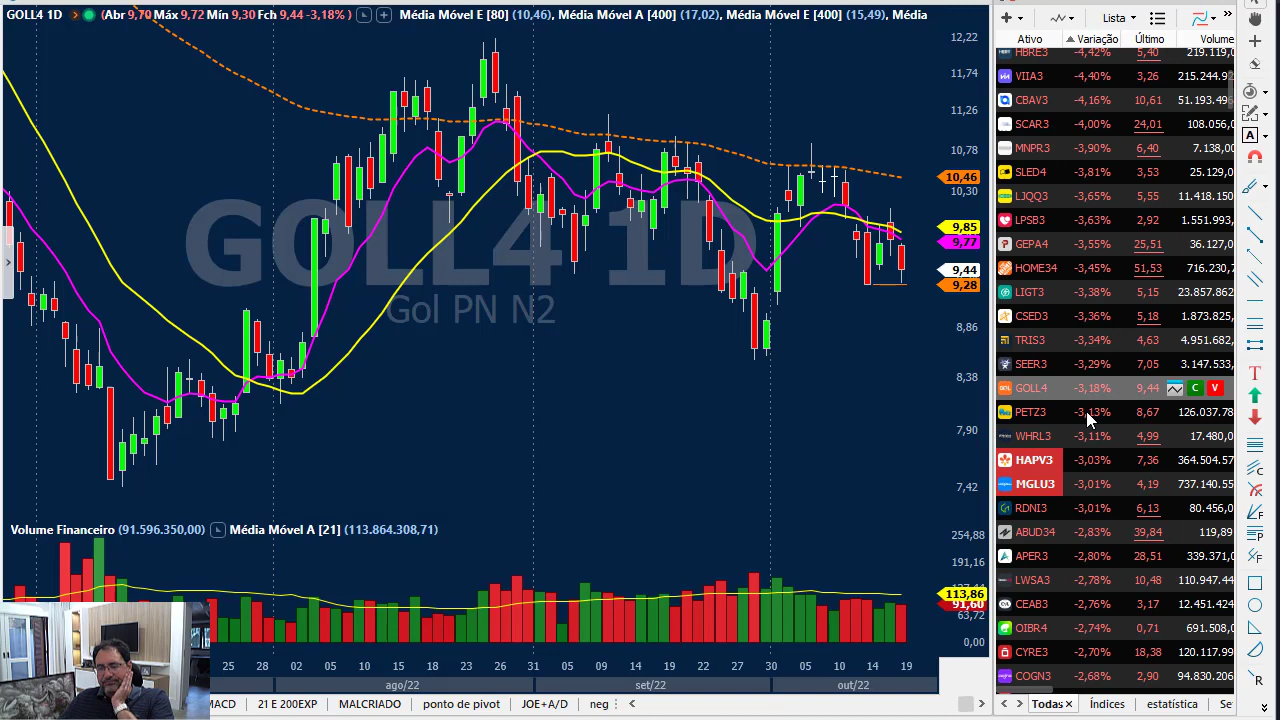 GOLL4 1D (Abr 9,70 Máx 9,72 Mín 9,30 Fch 9,44 -3,18% ) Média Móvel E [80] (10,46), Média Móvel A [400] (17,02), Média Móvel E [400] (15,49), Média
12,22
11,74
11,26
10,78
10,46
10,30
9,85
9,77
9,44
9,28
8,86
8,38
7,90
7,42
GOLL4 1D
Gol PN N2
Volume Financeiro (91.596.350,00) Média Móvel A [21] (113.864.308,71)
254,88
191,16
113,86
91,60
63,72
0,00
25 28 02 05 10 15 18 23 26 31 05 09 14 19 22 27 30 05 10 14 19
ago/22 set/22 out/22
MACD 21 E 200EXP MALCRIADO ponto de pivot JOE+A/D neg
Lista
Ativo Variação Último Volume
HBRE3 -4,42% 5,40 219.119,0
VIIA3 -4,40% 3,26 215.244.92
CBAV3 -4,16% 10,61 51.193.496
SCAR3 -4,00% 24,01 108.056,0
MNPR3 -3,90% 6,40 7.138,0
SLED4 -3,81% 3,53 25.129,0
LJQQ3 -3,65% 5,55 11.418.150
LPSB3 -3,63% 2,92 1.551.993,
GEPA4 -3,55% 25,51 36.127,0
HOME34 -3,45% 51,53 716.230,7
LIGT3 -3,38% 5,15 23.857.862
CSED3 -3,36% 5,18 1.873.825,
TRIS3 -3,34% 4,63 4.951.682,
SEER3 -3,29% 7,05 3.147.533,
GOLL4 -3,18% 9,44 C V
PETZ3 -3,13% 8,67 126.037.78
WHRL3 -3,11% 4,99 17.480,0
HAPV3 -3,03% 7,36 364.504.57
MGLU3 -3,01% 4,19 737.140.55
RDNI3 -3,01% 6,13 80.456,0
ABUD34 -2,83% 39,84 119,89
APER3 -2,80% 28,51 339.371,0
LWSA3 -2,78% 10,48 110.947.44
CEAB3 -2,76% 3,17 12.451.424
OIBR4 -2,74% 0,71 691.508,0
CYRE3 -2,70% 18,38 120.117.99
COGN3 -2,68% 2,90 94.830.206
Todas Índices estatística Se